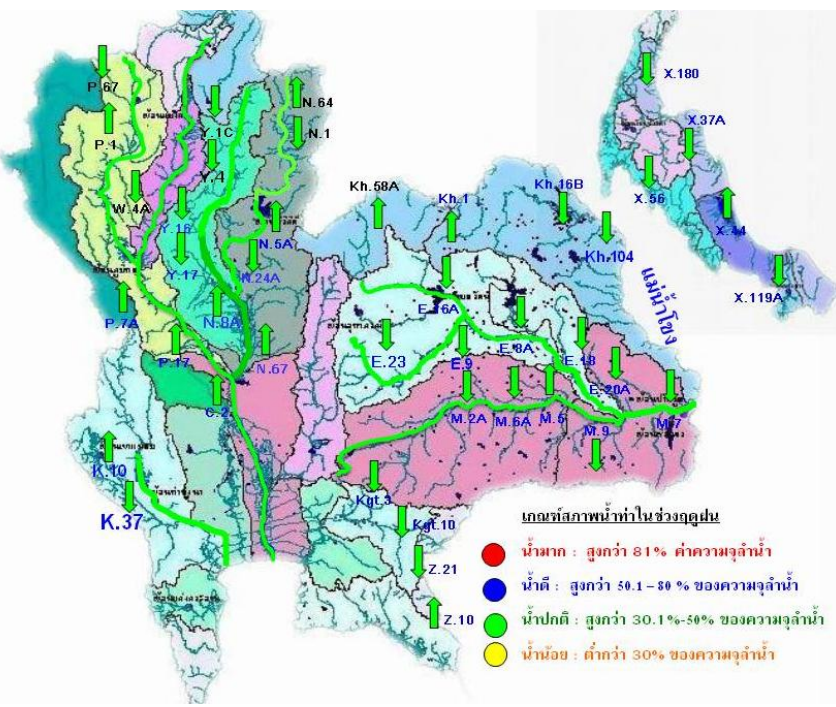 P.67
P.1
W.4A
P.7A
P.17
Y.1C
Y.4
Y.16
Y.17
N.64
N.1
N.5A
N.24A
N.8A
N.67
C.2
K.10
K.37
Kh.58A
Kh.1
Kh.16B
Kh.104
แม่น้ำโขง
E.16A
E.23
E.9
E.8A
E.18
E.20A
M.2A
M.6A
M.5
M.9
M.7
Kgt.3
Kgt.10
Z.21
Z.10
X.180
X.37A
X.56
X.44
X.119A
เกณฑ์สภาพน้ำท่าในช่วงฤดูฝน
น้ำมาก : สูงกว่า 81% ค่าความจุลำน้ำ
น้ำดี : สูงกว่า 50.1 – 80 % ของความจุลำน้ำ
น้ำปกติ : สูงกว่า 30.1%-50% ของความจุลำน้ำ
น้ำน้อย : ต่ำกว่า 30% ของความจุลำน้ำ